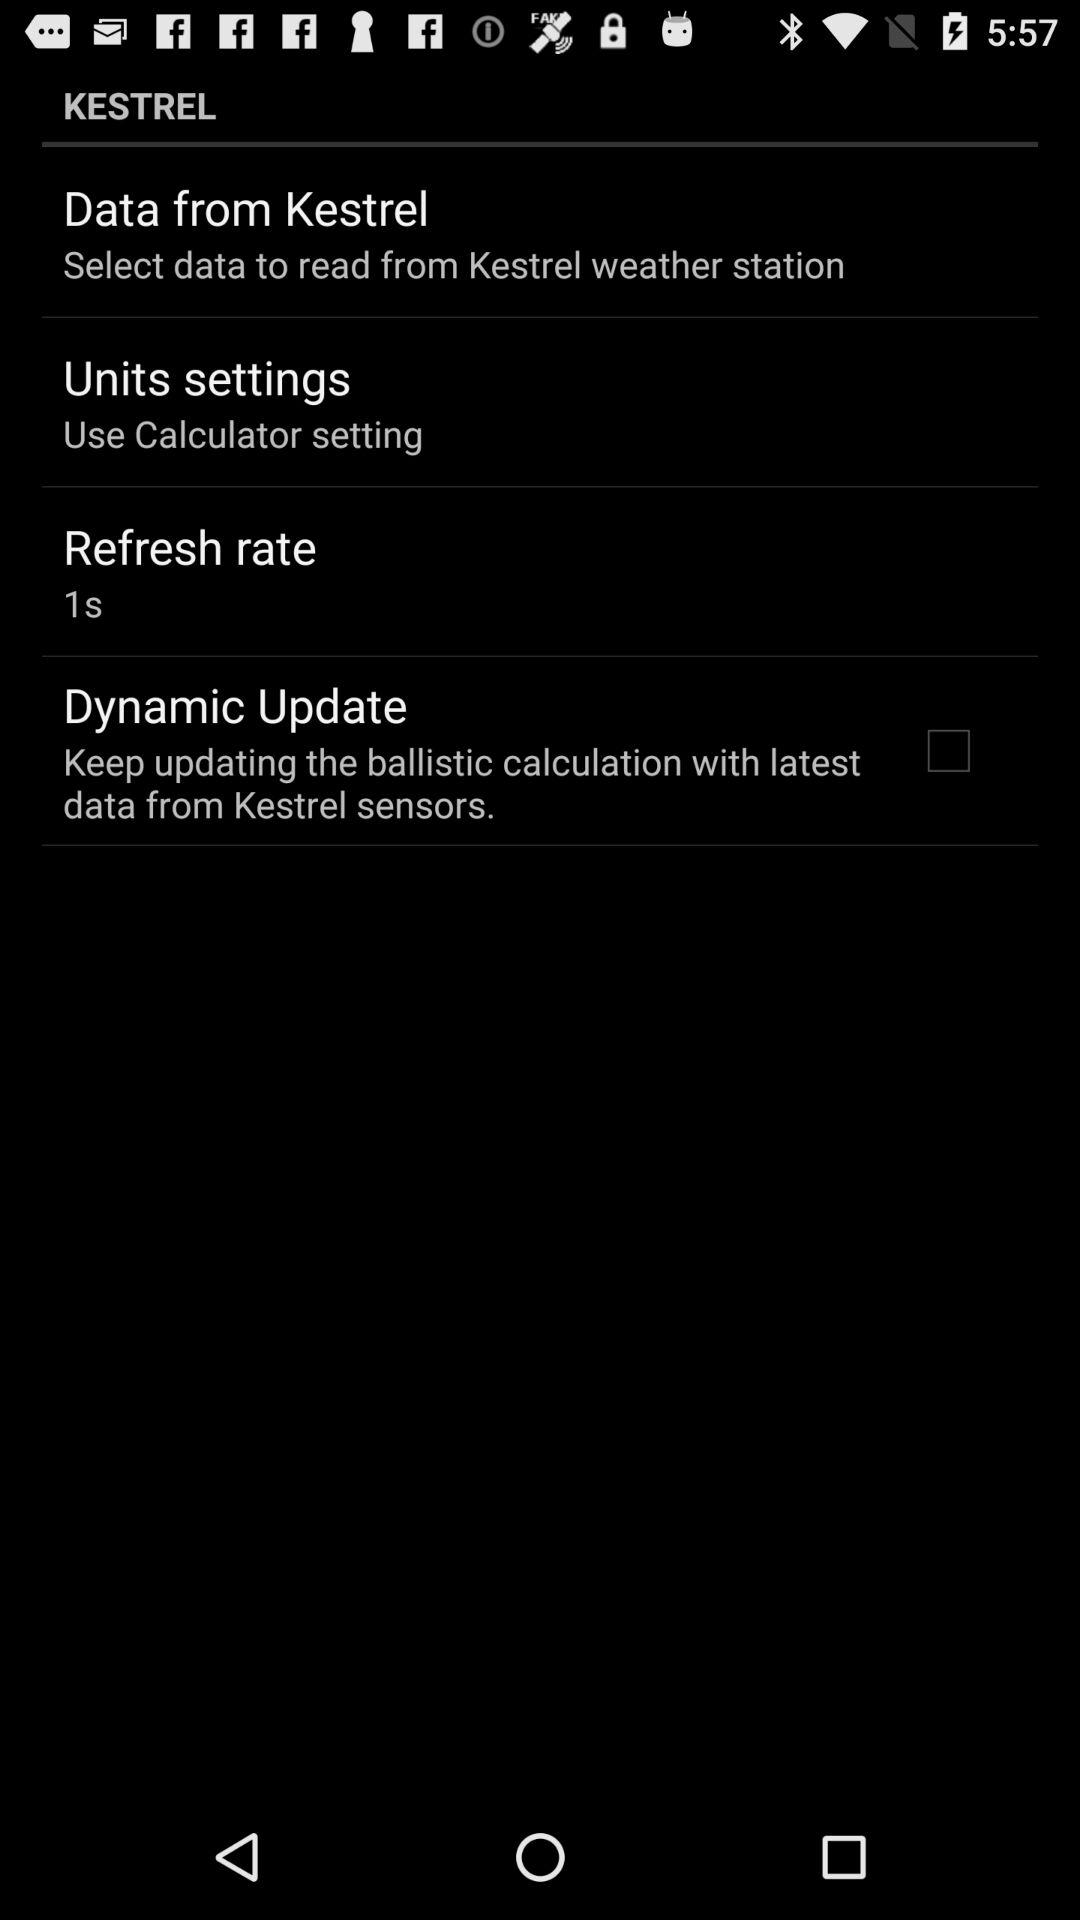 FAKE
5:57
KESTREL
Data from Kestrel
Select data to read from Kestrel weather station
Units settings
Use Calculator setting
Refresh rate
1s
Dynamic Update
Keep updating the ballistic calculation with latest
data from Kestrel sensors.